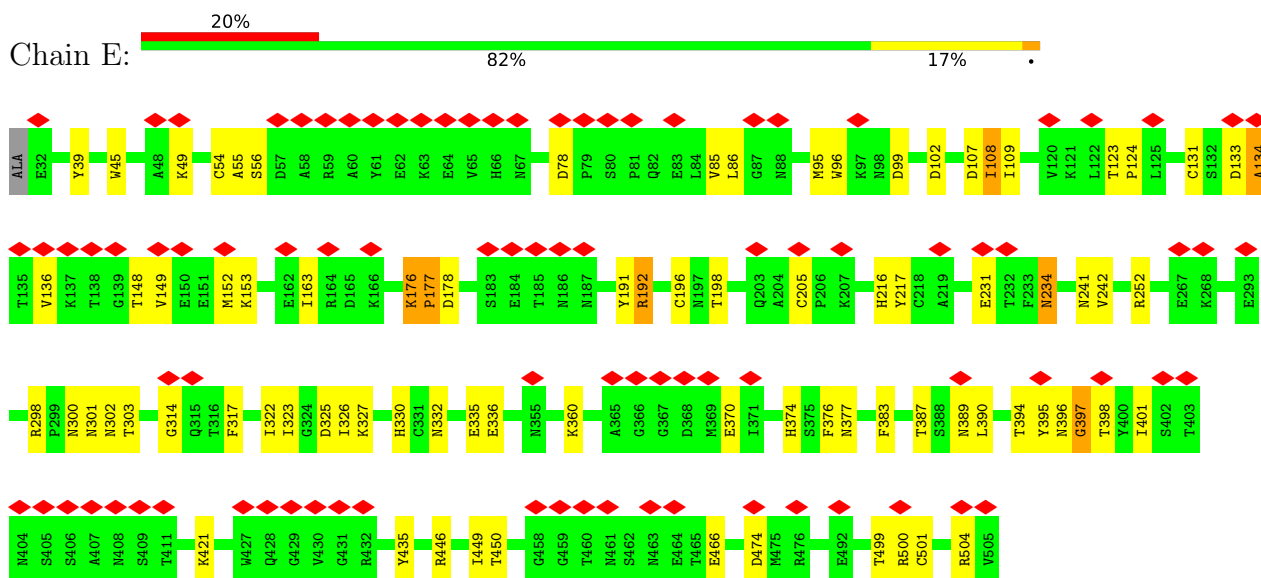 20%
Chain E:
82% 17% •
ALA E32 Y39 W45 A48 K49 C54 A55 S56 D57 A58 R59 A60 Y61 E62 K63 E64 V65 H66 N67 D78 P79 S80 P81 Q82 E83 L84 V85 L86 G87 N88 M95 W96 K97 N98 D99 D102 D107 I108 I109 V120 K121 L122 T123 P124 L125 C131 S132 D133 A134
T135 V136 K137 T138 G139 T148 V149 E150 E151 M152 K153 E162 I163 R164 D165 K166 K176 P177 D178 S183 E184 T185 N186 N187 Y191 R192 C196 N197 T198 Q203 A204 C205 P206 K207 H216 Y217 C218 A219 E231 T232 F233 N234 N241 V242 R252 E267 K268 E293
R298 P299 N300 N301 N302 T303 G314 Q315 T316 F317 I322 I323 G324 D325 I326 K327 H330 C331 N332 E335 E336 N355 K360 A365 G366 G367 D368 M369 E370 I371 H374 S375 F376 N377 F383 T387 S388 N389 L390 T394 Y395 N396 G397 T398 Y400 I401 S402 T403
N404 S405 S406 A407 N408 S409 T411 K421 W427 Q428 G429 V430 G431 R432 Y435 R446 I449 T450 G458 G459 T460 N461 S462 N463 E464 T465 E466 D474 M475 R476 E492 T499 R500 C501 R504 V505